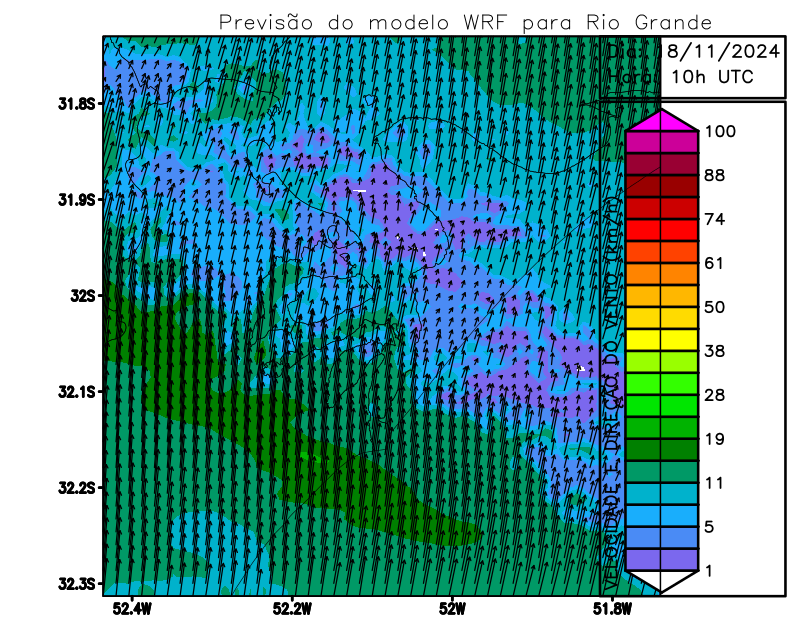 Previsão do modelo WRF para Rio Grande
Dia: 8/11/2024
Hora: 10h UTC
31.8S
31.9S
32S
32.1S
32.2S
32.3S
52.4W
52.2W
52W
51.8W
VELOCIDADE E DIREÇÃO DO VENTO (km/h)
100
88
74
61
50
38
28
19
11
5
1